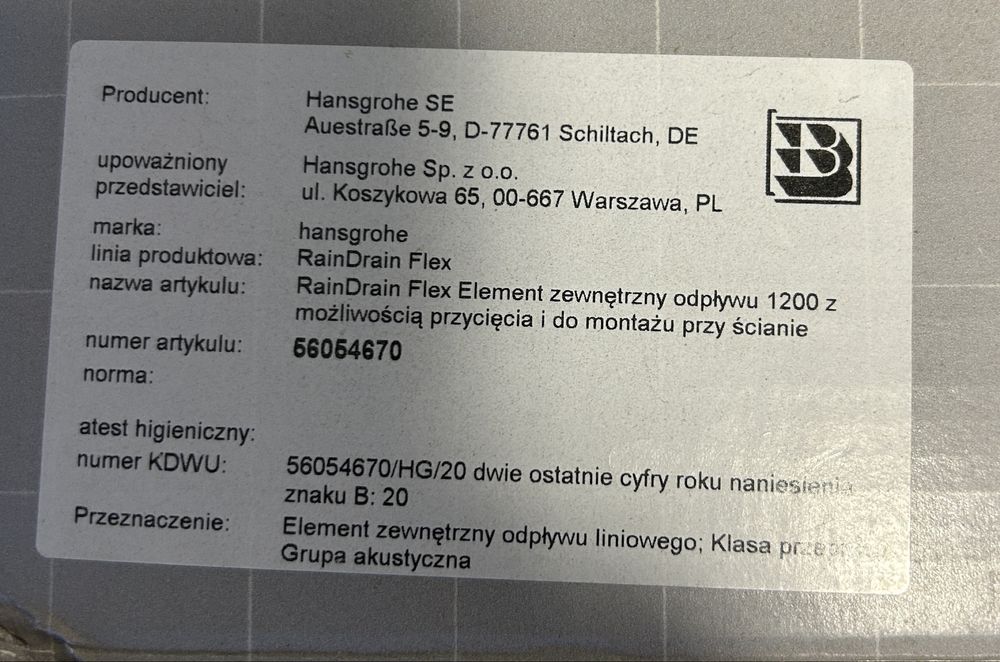 Producent: Hansgrohe SE
Auestraße 5-9, D-77761 Schiltach, DE
upoważniony przedstawiciel: Hansgrohe Sp. z o.o.
ul. Koszykowa 65, 00-667 Warszawa, PL
marka: hansgrohe
linia produktowa: RainDrain Flex
nazwa artykułu: RainDrain Flex Element zewnętrzny odpływu 1200 z
możliwością przycięcia i do montażu przy ścianie
numer artykułu: 56054670
norma:
atest higieniczny:
numer KDWU: 56054670/HG/20 dwie ostatnie cyfry roku naniesienia
znaku B: 20
Przeznaczenie: Element zewnętrzny odpływu liniowego; Klasa
Grupa akustyczna
B